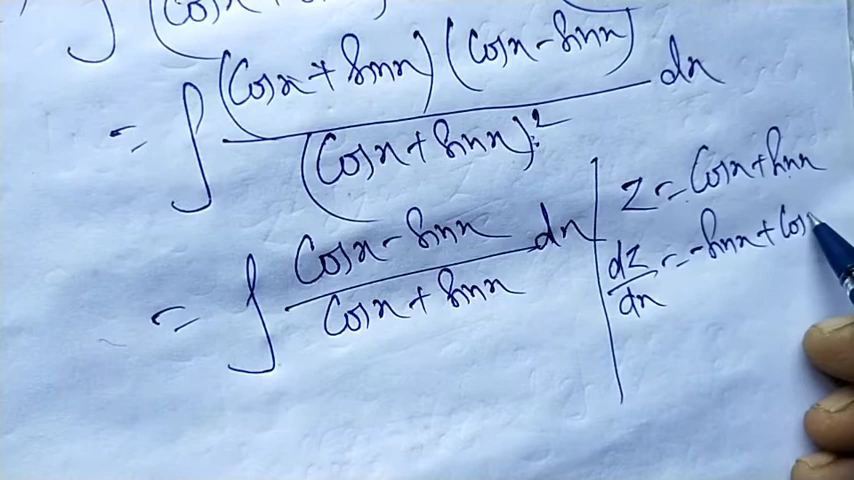 ∫ (Cosx +
= ∫ (Cosx + Sinx) (Cosx - Sinx) / (Cosx + Sinx)² dx
= ∫ Cosx - Sinx / Cosx + Sinx dx
Z = Cosx + Sinx
dz/dx = -Sinx + Cos